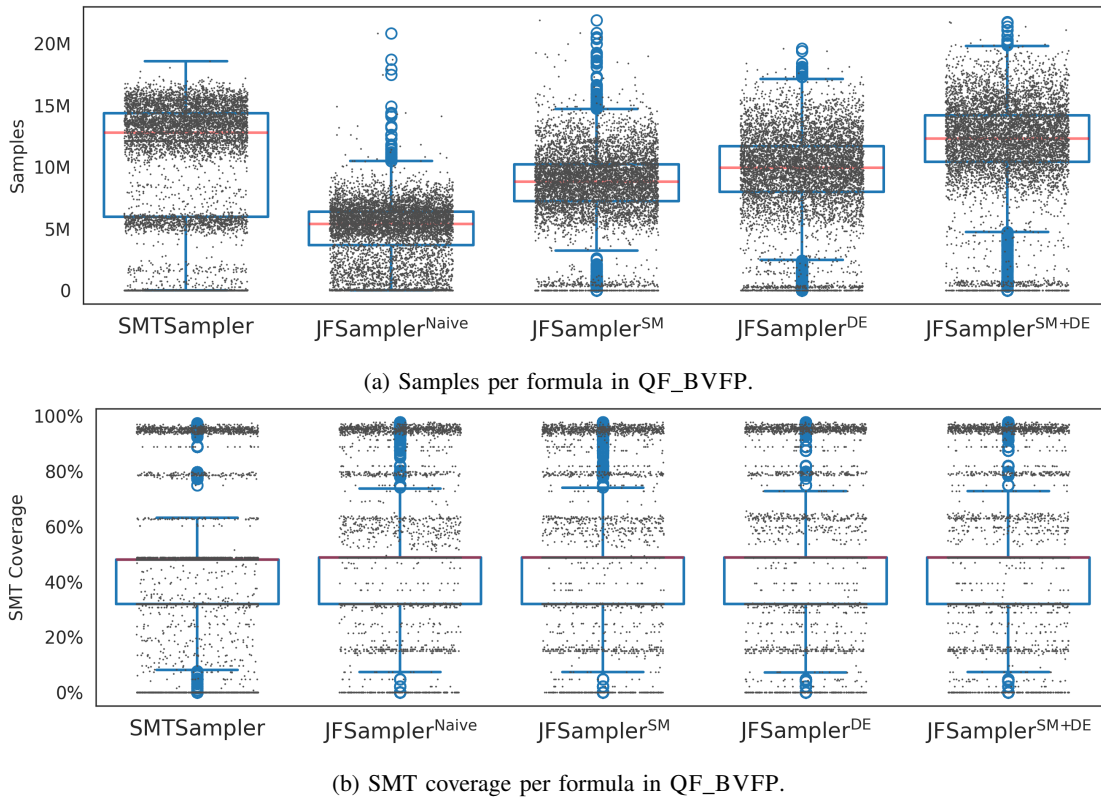 20M
15M
10M
5M
0
Samples
SMTSampler JFSampler^Naive JFSampler^SM JFSampler^DE JFSampler^SM+DE
(a) Samples per formula in QF_BVFP.
100%
80%
60%
40%
20%
0%
SMT Coverage
SMTSampler JFSampler^Naive JFSampler^SM JFSampler^DE JFSampler^SM+DE
(b) SMT coverage per formula in QF_BVFP.